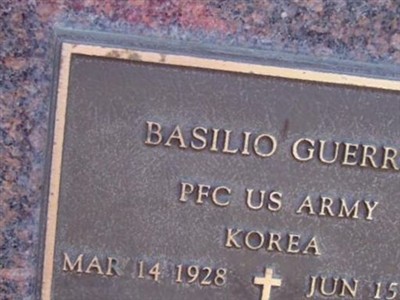 BASILIO GUERR
PFC US ARMY
KOREA
MAR 14 1928 JUN 15